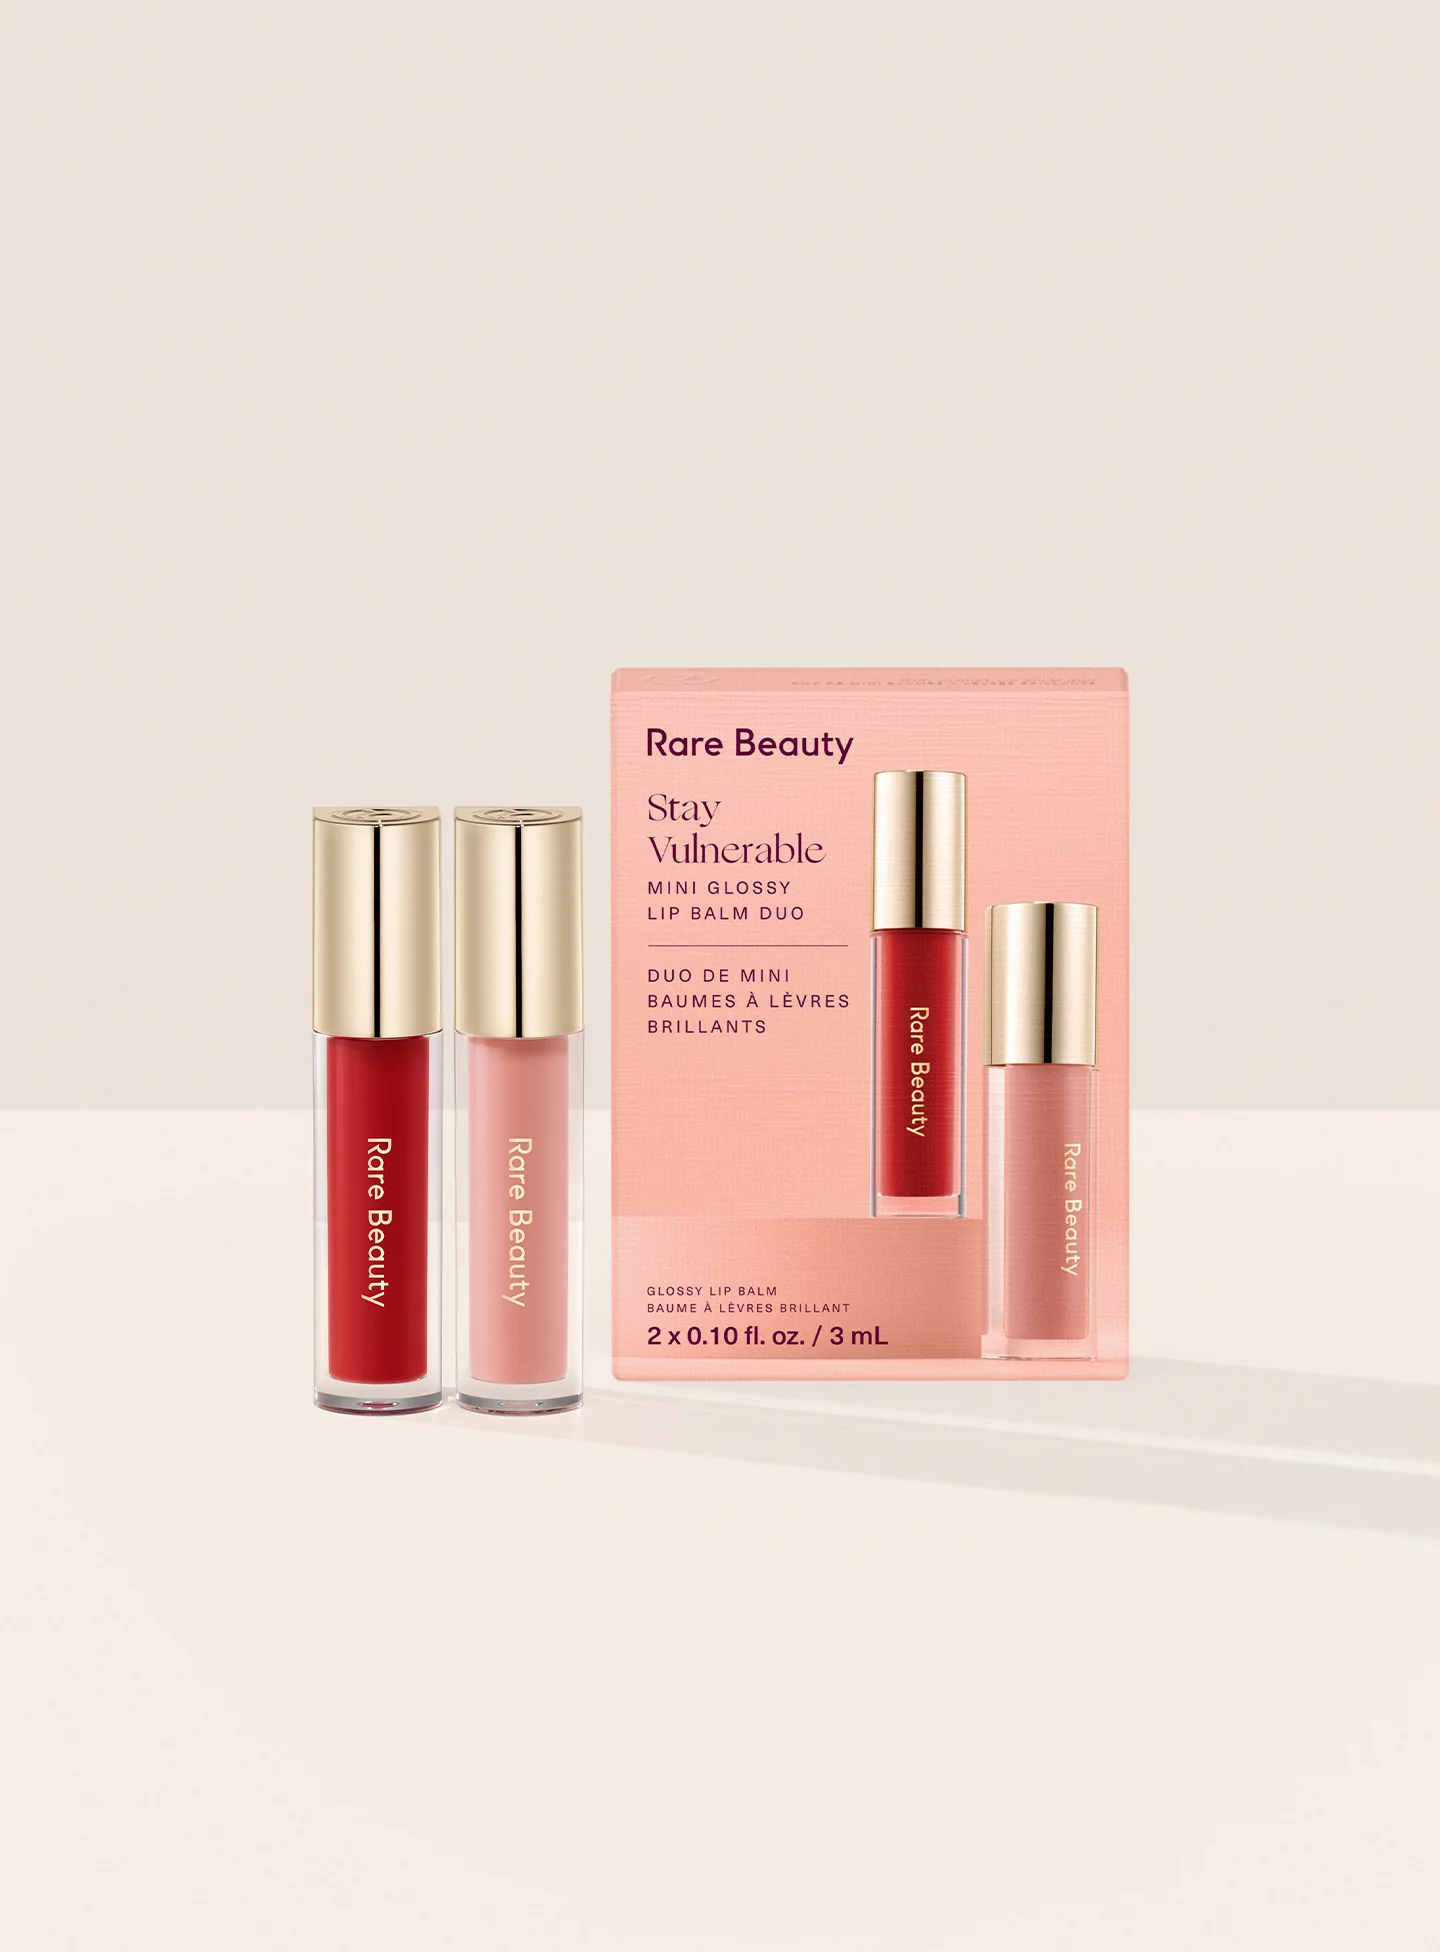 Rare Beauty
Rare Beauty
Rare Beauty
Stay
Vulnerable
MINI GLOSSY
LIP BALM DUO
DUO DE MINI
BAUMES À LÈVRES
BRILLANTS
Rare Beauty
Rare Beauty
GLOSSY LIP BALM
BAUME À LÈVRES BRILLANT
2 x 0.10 fl. oz. / 3 mL